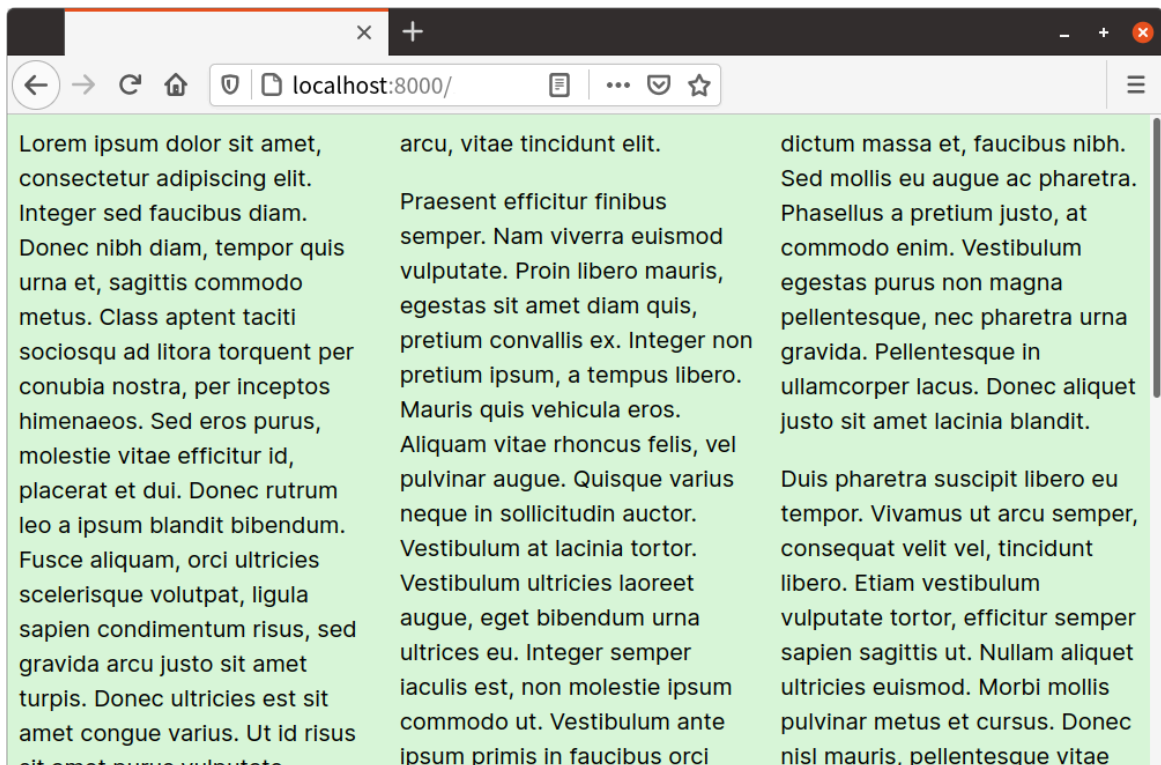 localhost:8000/
Lorem ipsum dolor sit amet,
consectetur adipiscing elit.
Integer sed faucibus diam.
Donec nibh diam, tempor quis
urna et, sagittis commodo
metus. Class aptent taciti
sociosqu ad litora torquent per
conubia nostra, per inceptos
himenaeos. Sed eros purus,
molestie vitae efficitur id,
placerat et dui. Donec rutrum
leo a ipsum blandit bibendum.
Fusce aliquam, orci ultricies
scelerisque volutpat, ligula
sapien condimentum risus, sed
gravida arcu justo sit amet
turpis. Donec ultricies est sit
amet congue varius. Ut id risus
sit amet purus vulputate
arcu, vitae tincidunt elit.
Praesent efficitur finibus
semper. Nam viverra euismod
vulputate. Proin libero mauris,
egestas sit amet diam quis,
pretium convallis ex. Integer non
pretium ipsum, a tempus libero.
Mauris quis vehicula eros.
Aliquam vitae rhoncus felis, vel
pulvinar augue. Quisque varius
neque in sollicitudin auctor.
Vestibulum at lacinia tortor.
Vestibulum ultricies laoreet
augue, eget bibendum urna
ultrices eu. Integer semper
iaculis est, non molestie ipsum
commodo ut. Vestibulum ante
ipsum primis in faucibus orci
dictum massa et, faucibus nibh.
Sed mollis eu augue ac pharetra.
Phasellus a pretium justo, at
commodo enim. Vestibulum
egestas purus non magna
pellentesque, nec pharetra urna
gravida. Pellentesque in
ullamcorper lacus. Donec aliquet
justo sit amet lacinia blandit.
Duis pharetra suscipit libero eu
tempor. Vivamus ut arcu semper,
consequat velit vel, tincidunt
libero. Etiam vestibulum
vulputate tortor, efficitur semper
sapien sagittis ut. Nullam aliquet
ultricies euismod. Morbi mollis
pulvinar metus et cursus. Donec
nisl mauris, pellentesque vitae